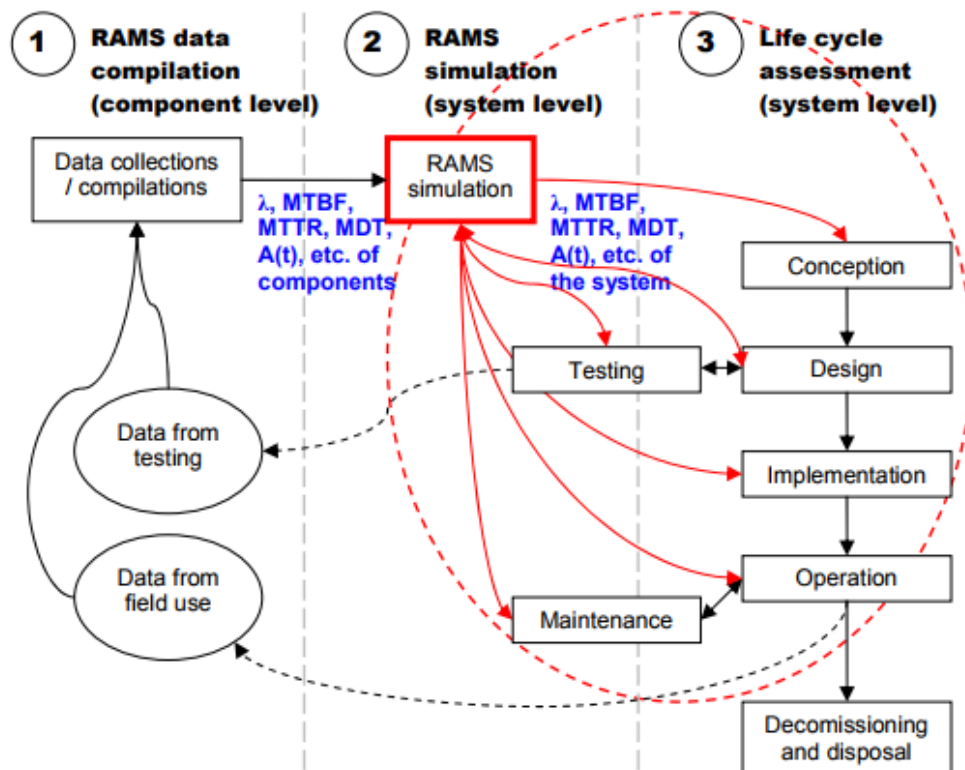 1 RAMS data
compilation
(component level)
2 RAMS
simulation
(system level)
3 Life cycle
assessment
(system level)
Data collections
/ compilations
RAMS
simulation
λ, MTBF,
MTTR, MDT,
A(t), etc. of
components
λ, MTBF,
MTTR, MDT,
A(t), etc. of
the system
Conception
Testing
Design
Data from
testing
Implementation
Data from
field use
Operation
Maintenance
Decomissioning
and disposal